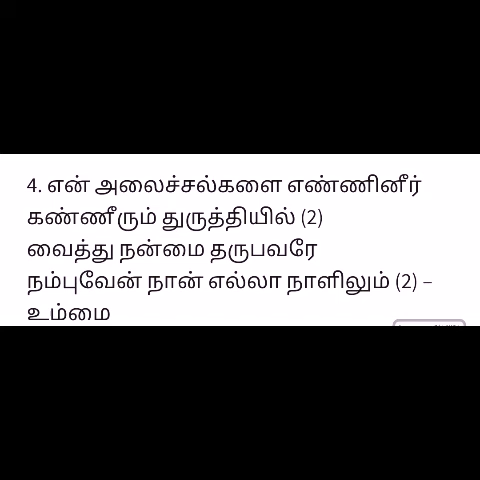 4. என் அலைச்சல்களை எண்ணினீர்
கண்ணீரும் துருத்தியில் (2)
வைத்து நன்மை தருபவரே
நம்புவேன் நான் எல்லா நாளிலும் (2) –
உம்மை